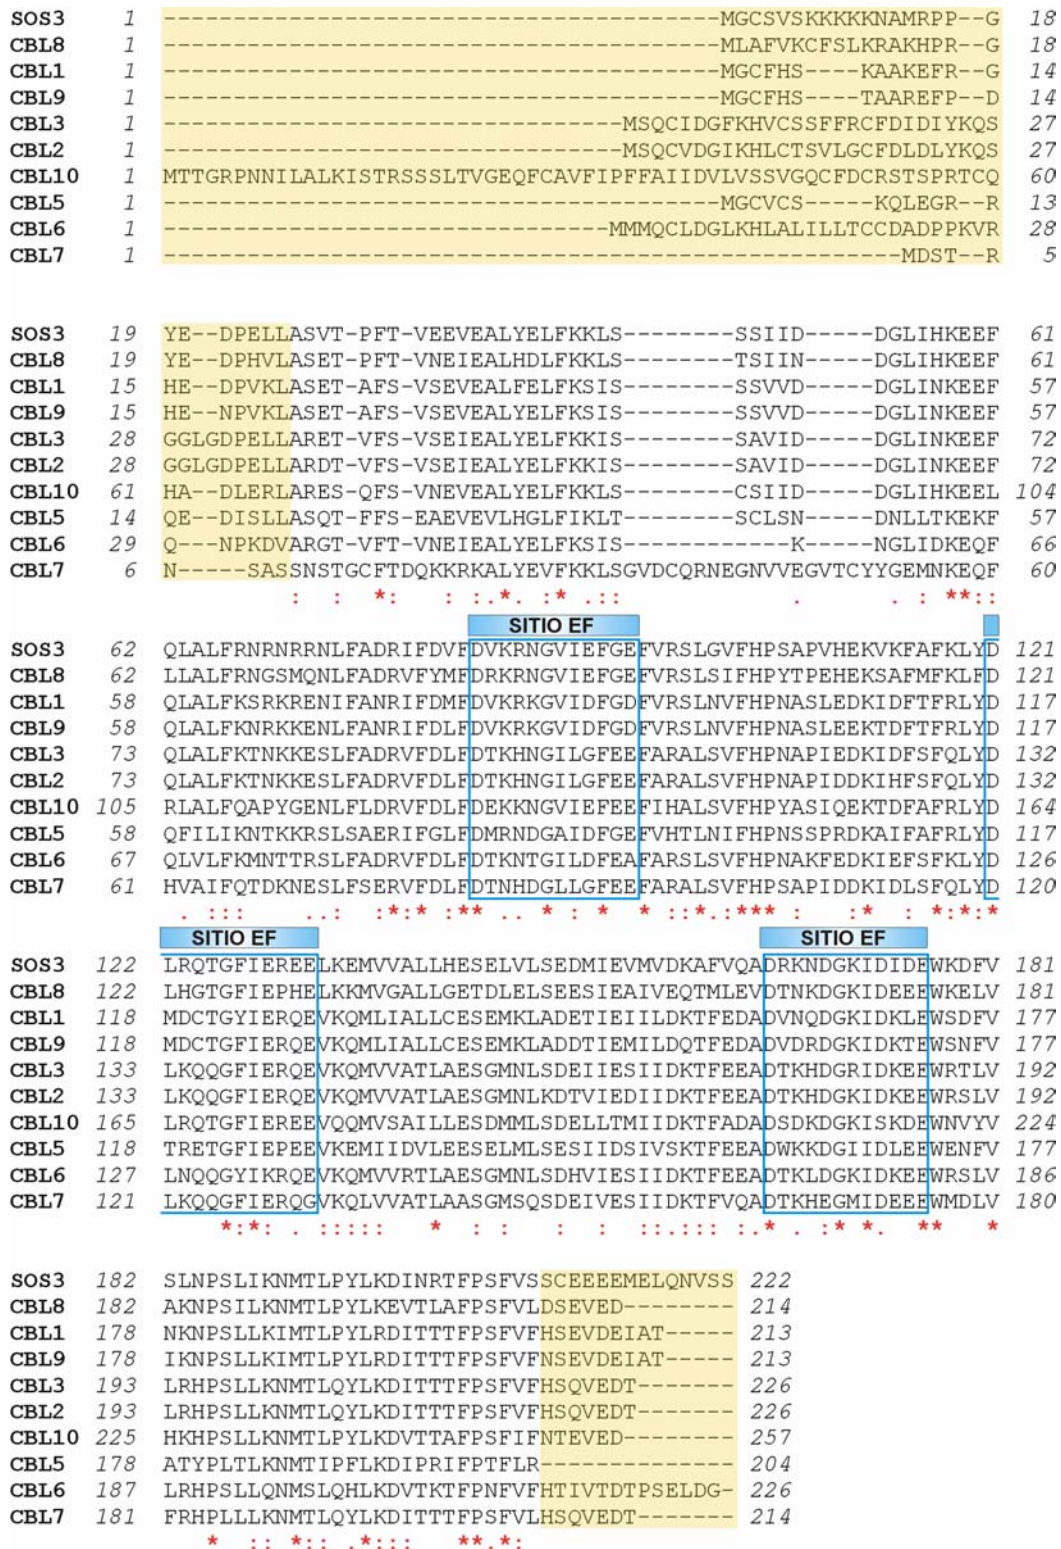 SOS3 1 -------------------------------------MGCSVSKKKKKNAMRPP--G 18
CBL8 1 -------------------------------------MLAFVKCFSLKRAKHPR--G 18
CBL1 1 -------------------------------------MGCFHS----KAAKEFR--G 14
CBL9 1 -------------------------------------MGCFHS----TAAREFP--D 14
CBL3 1 ------------------------------MSQCIDGFKHVCSSFFRCFDIDIYKQS 27
CBL2 1 ------------------------------MSQCVDGIKHLCTSVLGCFDLDLYKQS 27
CBL10 1 MTTGRPNNILALKISTRSSSLTVGEQFCAVFIPFFAIIDVLVSSVGQCFDCRSTSPRTCQ 60
CBL5 1 -------------------------------------MGCVCS----KQLEGR--R 13
CBL6 1 -----------------------------MMMQCLDGLKHLALILLTCCDADPPKVR 28
CBL7 1 -------------------------------------------------MDST--R 5
SOS3 19 YE--DPELLASVT-PFT-VEEVEALYELFKKLS--------SSIID-----DGLIHKEEF 61
CBL8 19 YE--DPHVLASET-PFT-VNEIEALHDLFKKLS--------TSIIN-----DGLIHKEEF 61
CBL1 15 HE--DPVKLASET-AFS-VSEVEALFELFKSIS--------SSVVD-----DGLINKEEF 57
CBL9 15 HE--NPVKLASET-AFS-VSEVEALYELFKSIS--------SSVVD-----DGLINKEEF 57
CBL3 28 GGLGDPELLARET-VFS-VSEIEALYELFKKIS--------SAVID-----DGLINKEEF 72
CBL2 28 GGLGDPELLARDT-VFS-VSEIEALYELFKKIS--------SAVID-----DGLINKEEF 72
CBL10 61 HA--DLERLARES-QFS-VNEVEALYELFKKLS--------CSIID-----DGLIHKEEL 104
CBL5 14 QE--DISLLASQT-FFS-EAEVEVLHGLFIKLT--------SCLSN-----DNLLTKEKF 57
CBL6 29 Q---NPKDVARGT-VFT-VNEIEALYELFKSIS-----------K------NGLIDKEQF 66
CBL7 6 N-----SASSNSTGCFTDQKKRKALYEVFKKLSGVDCQRNEGNVVEGVTCYYGEMNKEQF 60
: : *: : :.*. :* .:: . . : **::
SITIO EF
SOS3 62 QLALFRNRNRRNLFADRIFDVFDVKRNGVIEFGEFVRSLGVFHPSAPVHEKVKFAFKLYD 121
CBL8 62 LLALFRNGSMQNLFADRVFYMFDRKRNGVIEFGEFVRSLSIFHPYTPEHEKSAFMFKLFD 121
CBL1 58 QLALFKSRKRENIFANRIFDMFDVKRKGVIDFGDFVRSLNVFHPNASLEDKIDFTFRLYD 117
CBL9 58 QLALFKNRKRENLFANRIFDLFDVKRKGVIDFGDFVRSLNVFHPNASLEEKTDFTFRLYD 117
CBL3 73 QLALFKTNKKESLFADRVFDLFDTKHNGILGFEEFARALSVFHPNAPIEDKIDFSFQLYD 132
CBL2 73 QLALFKTNKKESLFADRVFDLFDTKHNGILGFEEFARALSVFHPNAPIDDKIHFSFQLYD 132
CBL10 105 RLALFQAPYGENLFLDRVFDLFDEKKNGVIEFEEFIHALSVFHPYASIQEKTDFAFRLYD 164
CBL5 58 QFILIKNTKKRSLSAERIFGLFDMRNDGAIDFGEFVHTLNIFHPNSSPRDKAIFAFRLYD 117
CBL6 67 QLVLFKMNTTRSLFADRVFDLFDTKNTGILDFEAFARSLSVFHPNAKFEDKIEFSFKLYD 126
CBL7 61 HVAIFQTDKNESLFSERVFDLFDTNHDGLLGFEEFARALSVFHPSAPIDDKIDLSFQLYD 120
. ::: ..: :*:* :** .. * : * * ::*.:*** : :* : *:*:*
SITIO EF SITIO EF
SOS3 122 LRQTGFIEREELKEMVVALLHESELVLSEDMIEVMVDKAFVQADRKNDGKIDIDEWKDFV 181
CBL8 122 LHGTGFIEPHELKKMVGALLGETDLELSEESIEAIVEQTMLEVDTNKDGKIDEEEWKELV 181
CBL1 118 MDCTGYIERQEVKQMLIALLCESEMKLADETIEIILDKTFEDADVNQDGKIDKLEWSDFV 177
CBL9 118 MDCTGFIERQEVKQMLIALLCESEMKLADDTIEMILDQTFEDADVDRDGKIDKTEWSNFV 177
CBL3 133 LKQQGFIERQEVKQMVVATLAESGMNLSDEIIESIIDKTFEEADTKHDGRIDKEEWRTLV 192
CBL2 133 LKQQGFIERQEVKQMVVATLAESGMNLKDTVIEDIIDKTFEEADTKHDGKIDKEEWRSLV 192
CBL10 165 LRQTGFIEREEVQQMVSAILLESDMMLSDELLTMIIDKTFADADSDKDGKISKDEWNVYV 224
CBL5 118 TRETGFIEPEEVKEMIIDVLEESELMLSESIIDSIVSKTFEEADWKKDGIIDLEEWENFV 177
CBL6 127 LNQQGYIKRQEVKQMVVRTLAESGMNLSDHVIESIIDKTFEEADTKLDGKIDKEEWRSLV 186
CBL7 121 LKQQGFIERQGVKQLVVATLAASGMSQSDEIVESIIDKTFVQADTKHEGMIDEEEWMDLV 180
*:*: ::::: * : : : : ::.::: :.* . :* *. ** *
SOS3 182 SLNPSLIKNMTLPYLKDINRTFPSFVSSCEEEEMELQNVSS 222
CBL8 182 AKNPSILKNMTLPYLKEVTLAFPSFVLDSEVED-------- 214
CBL1 178 NKNPSLLKIMTLPYLRDITTTFPSFVFHSEVDEIAT----- 213
CBL9 178 IKNPSLLKIMTLPYLRDITTTFPSFVFNSEVDEIAT----- 213
CBL3 193 LRHPSLLKNMTLQYLKDITTTFPSFVFHSQVEDT------- 226
CBL2 193 LRHPSLLKNMTLQYLKDITTTFPSFVFHSQVEDT------- 226
CBL10 225 HKHPSLLKNMTLPYLKDVTTAFPSFIFNTEVED-------- 257
CBL5 178 ATYPLTLKNMTIPFLKDIPRIFPTFLR-------------- 204
CBL6 187 LRHPSLLQNMSLQHLKDVTKTFPNFVFHTIVTDTPSELDG- 226
CBL7 181 FRHPLLLKNMTLQYLKDITTTFPSFVLHSQVEDT------- 214
* :: *:: .*::: **.*: